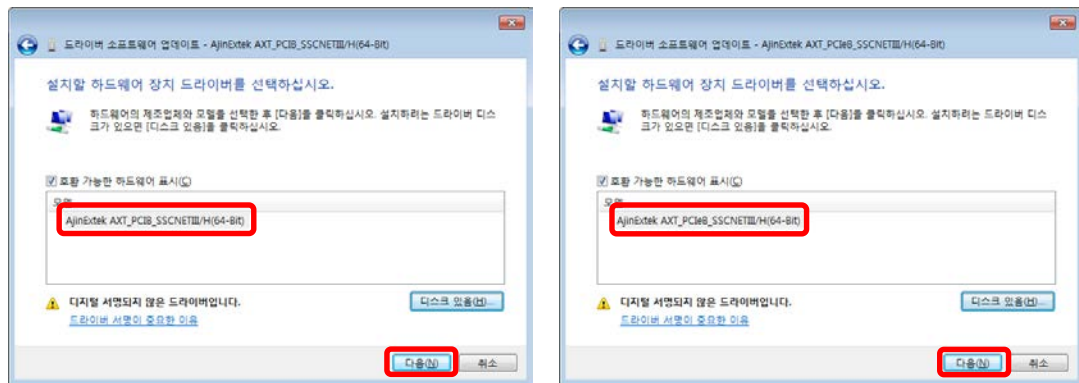 드라이버 소프트웨어 업데이트 - AjinExtek AXT_PCIB_SSCNETⅢ/H(64-Bit)
설치할 하드웨어 장치 드라이버를 선택하십시오.
하드웨어의 제조업체와 모델을 선택한 후 [다음]을 클릭하십시오. 설치하려는 드라이버 디스
크가 있으면 [디스크 있음]을 클릭하십시오.
호환 가능한 하드웨어 표시(C)
모델
AjinExtek AXT_PCIB_SSCNETⅢ/H(64-Bit)
디지털 서명되지 않은 드라이버입니다.
디스크 있음(H)...
드라이버 서명이 중요한 이유
다음(N)
취소
드라이버 소프트웨어 업데이트 - AjinExtek AXT_PCIeB_SSCNETⅢ/H(64-Bit)
설치할 하드웨어 장치 드라이버를 선택하십시오.
하드웨어의 제조업체와 모델을 선택한 후 [다음]을 클릭하십시오. 설치하려는 드라이버 디스
크가 있으면 [디스크 있음]을 클릭하십시오.
호환 가능한 하드웨어 표시(C)
모델
AjinExtek AXT_PCIeB_SSCNETⅢ/H(64-Bit)
디지털 서명되지 않은 드라이버입니다.
디스크 있음(H)...
드라이버 서명이 중요한 이유
다음(N)
취소